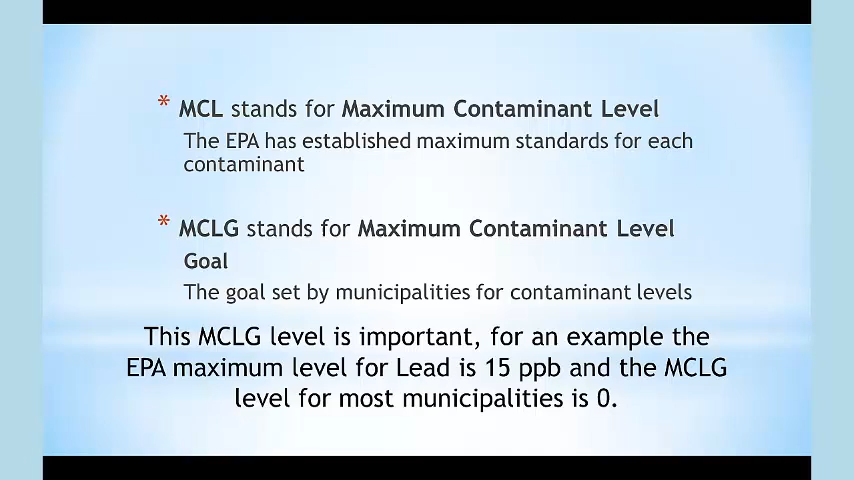 * MCL stands for Maximum Contaminant Level
The EPA has established maximum standards for each
contaminant
* MCLG stands for Maximum Contaminant Level
Goal
The goal set by municipalities for contaminant levels
This MCLG level is important, for an example the
EPA maximum level for Lead is 15 ppb and the MCLG
level for most municipalities is 0.